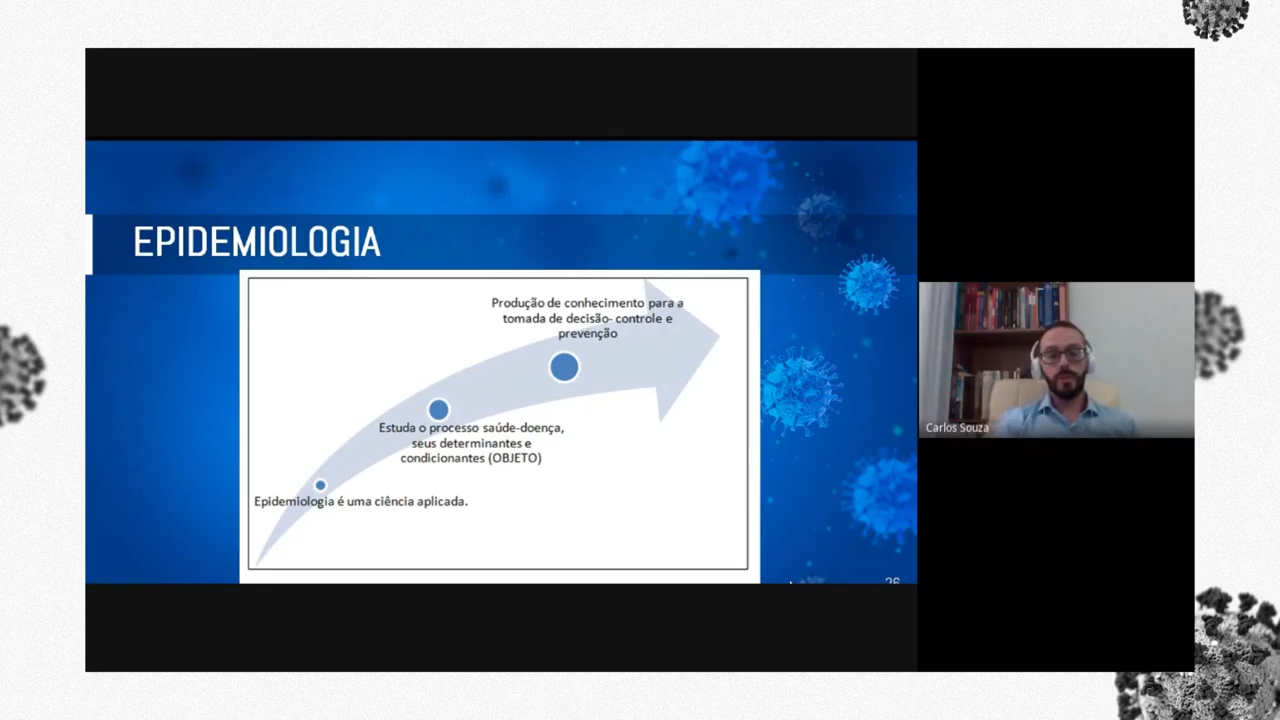 EPIDEMIOLOGIA
Produção de conhecimento para a
tomada de decisão- controle e
prevenção
Estuda o processo saúde-doença,
seus determinantes e
condicionantes (OBJETO)
Epidemiologia é uma ciência aplicada.
26
Carlos Souza